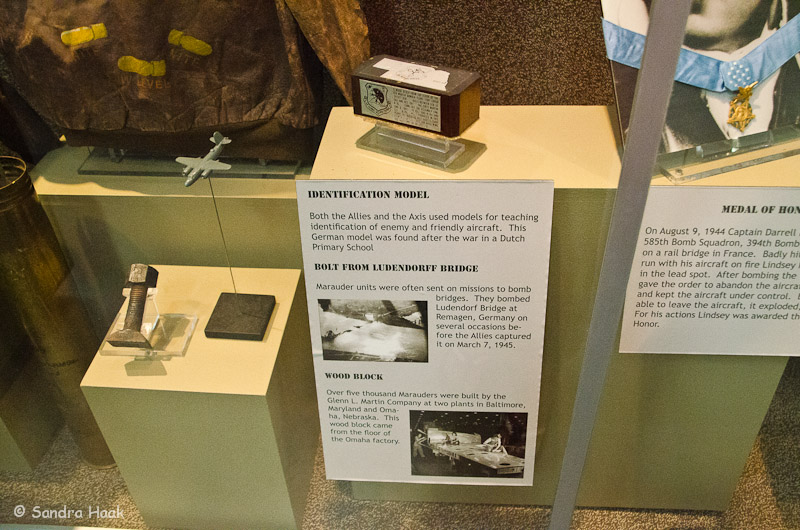 IDENTIFICATION MODEL
Both the Allies and the Axis used models for teaching
identification of enemy and friendly aircraft. This
German model was found after the war in a Dutch
Primary School
BOLT FROM LUDENDORFF BRIDGE
Marauder units were often sent on missions to bomb
bridges. They bombed
Ludendorf Bridge at
Remagen, Germany on
several occasions be-
fore the Allies captured
it on March 7, 1945.
WOOD BLOCK
Over five thousand Marauders were built by the
Glenn L. Martin Company at two plants in Baltimore,
Maryland and Oma-
ha, Nebraska. This
wood block came
from the floor of
the Omaha factory.
MEDAL OF HON
On August 9, 1944 Captain Darrell
585th Bomb Squadron, 394th Bomb
on a rail bridge in France. Badly hi
run with his aircraft on fire Lindsey
in the lead spot. After bombing the
gave the order to abandon the aircra
and kept the aircraft under control.
able to leave the aircraft, it exploded,
For his actions Lindsey was awarded th
Honor.
© Sandra Haak